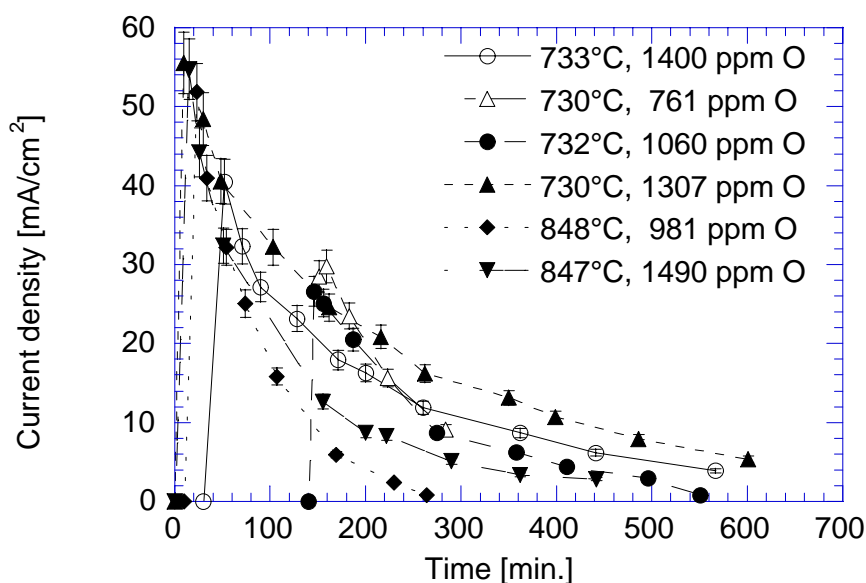 60
50
40
30
20
10
0
Current density [mA/cm²]
733°C, 1400 ppm O
730°C, 761 ppm O
732°C, 1060 ppm O
730°C, 1307 ppm O
848°C, 981 ppm O
847°C, 1490 ppm O
0 100 200 300 400 500 600 700
Time [min.]